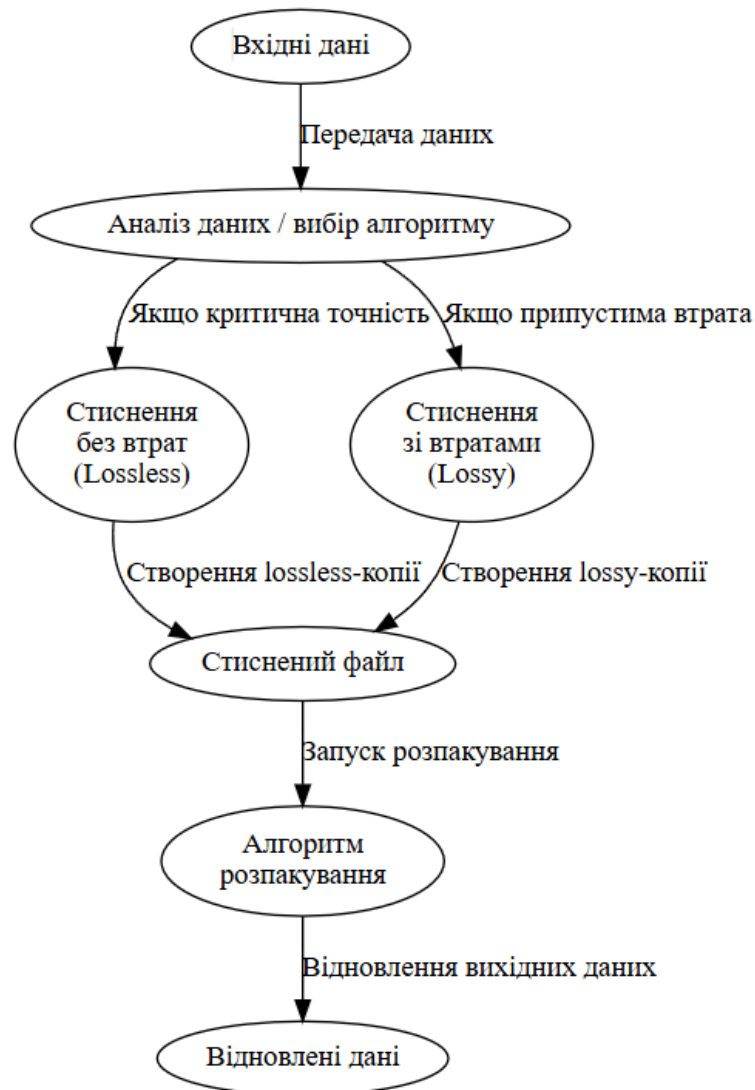 Вхідні дані
Передача даних
Аналіз даних / вибір алгоритму
Якщо критична точність
Якщо припустима втрата
Стиснення
без втрат
(Lossless)
Стиснення
зі втратами
(Lossy)
Створення lossless-копії
Створення lossy-копії
Стиснений файл
Запуск розпакування
Алгоритм
розпакування
Відновлення вихідних даних
Відновлені дані